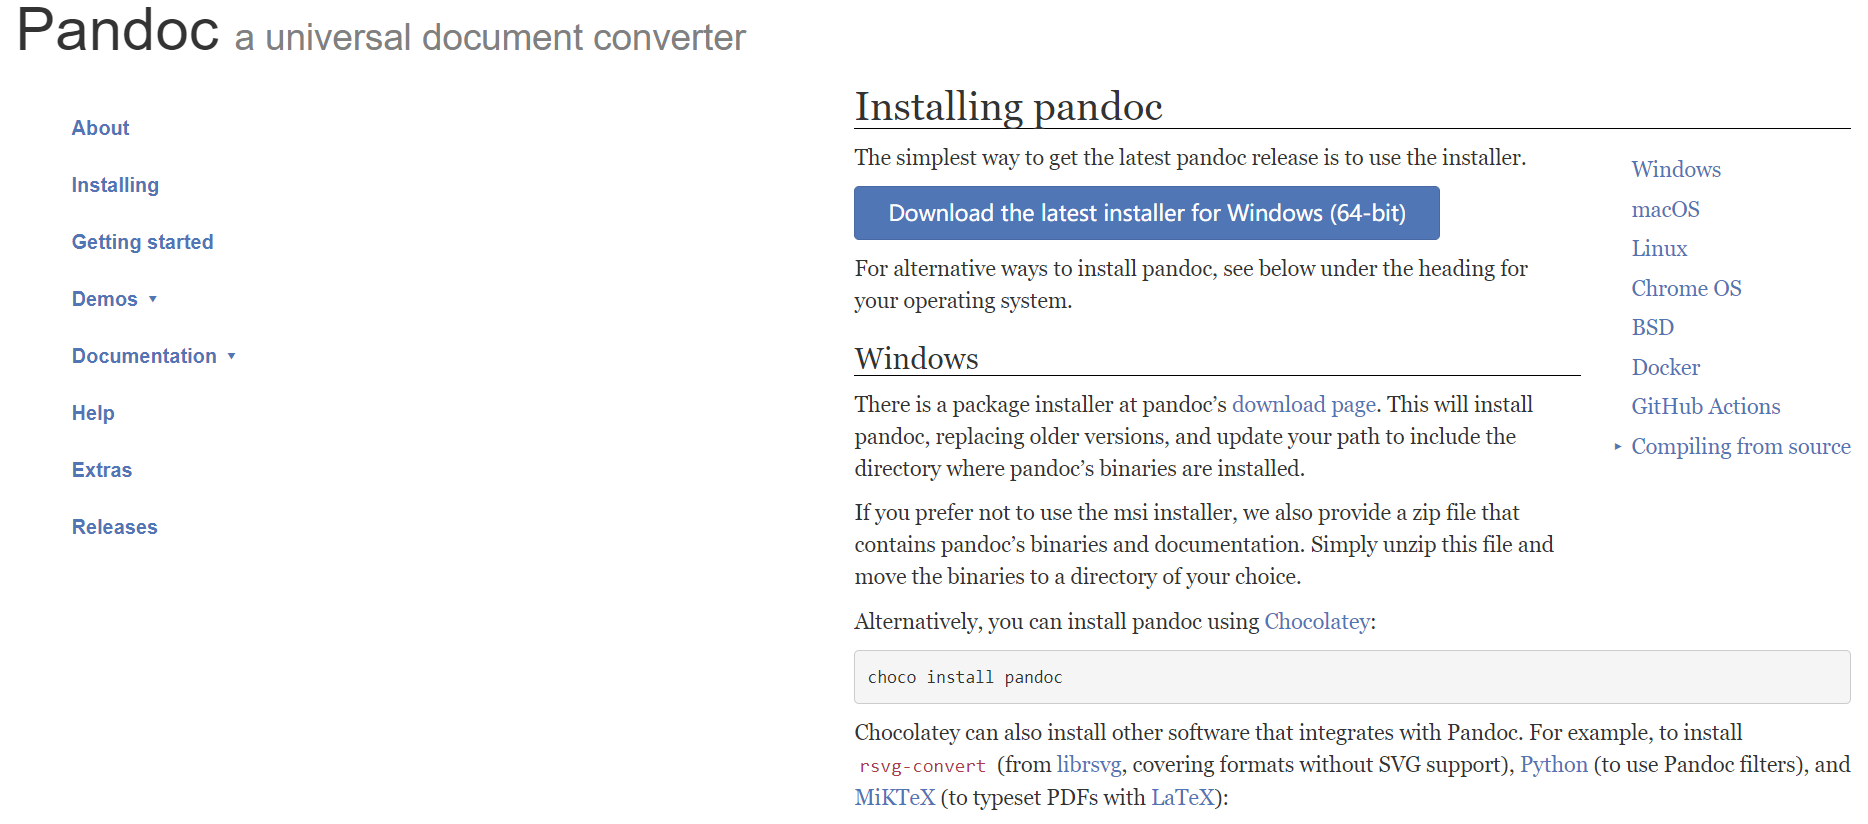 Pandoc a universal document converter
About
Installing
Getting started
Demos ▾
Documentation ▾
Help
Extras
Releases
Installing pandoc
The simplest way to get the latest pandoc release is to use the installer.
Download the latest installer for Windows (64-bit)
For alternative ways to install pandoc, see below under the heading for
your operating system.
Windows
macOS
Linux
Chrome OS
BSD
Docker
GitHub Actions
▸ Compiling from source
Windows
There is a package installer at pandoc’s download page. This will install
pandoc, replacing older versions, and update your path to include the
directory where pandoc’s binaries are installed.
If you prefer not to use the msi installer, we also provide a zip file that
contains pandoc’s binaries and documentation. Simply unzip this file and
move the binaries to a directory of your choice.
Alternatively, you can install pandoc using Chocolatey:
choco install pandoc
Chocolatey can also install other software that integrates with Pandoc. For example, to install
rsvg-convert (from librsvg, covering formats without SVG support), Python (to use Pandoc filters), and
MiKTeX (to typeset PDFs with LaTeX):